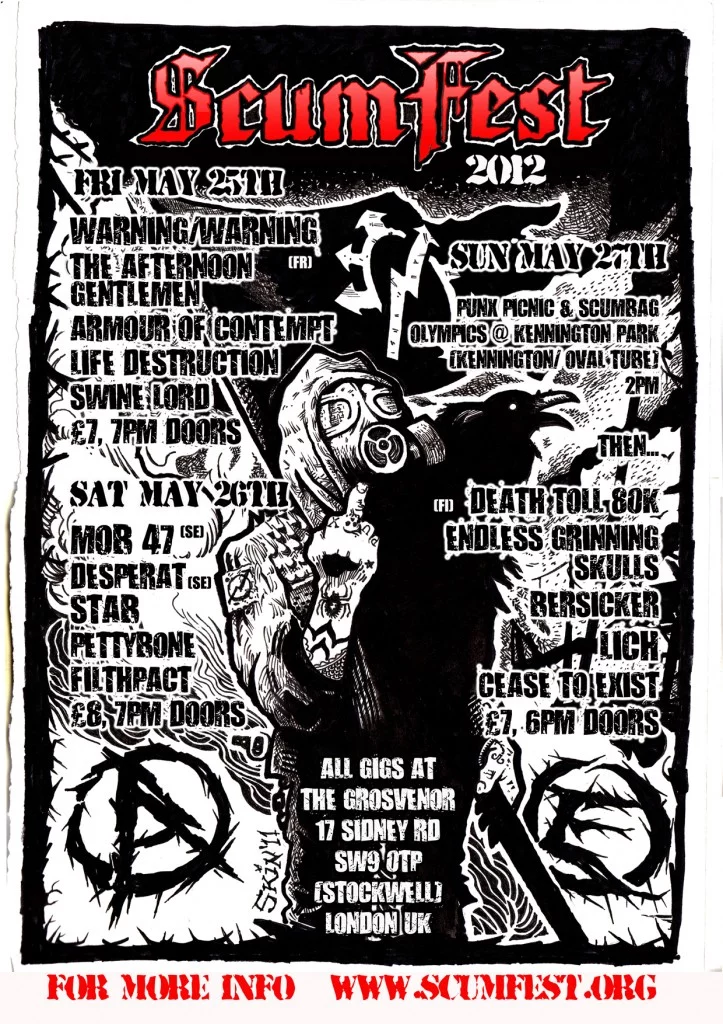 ScumFest
2012
FRI MAY 25TH
WARNING/WARNING
(FR)
THE AFTERNOON
GENTLEMEN
ARMOUR OF CONTEMPT
LIFE DESTRUCTION
SWINE LORD
£7, 7PM DOORS
SAT MAY 26TH
MOB 47 (SE)
DESPERAT (SE)
STAB
PETTYBONE
FILTHPACT
£8, 7PM DOORS
SUN MAY 27TH
PUNX PICNIC & SCUMBAG
OLYMPICS @ KENNINGTON PARK
(KENNINGTON/ OVAL TUBE)
2PM
THEN...
(FI) DEATH TOLL 80K
ENDLESS GRINNING
SKULLS
BERSICKER
LICH
CEASE TO EXIST
£7, 6PM DOORS
ALL GIGS AT
THE GROSVENOR
17 SIDNEY RD
SW9 0TP
(STOCKWELL)
LONDON UK
FOR MORE INFO WWW.SCUMFEST.ORG